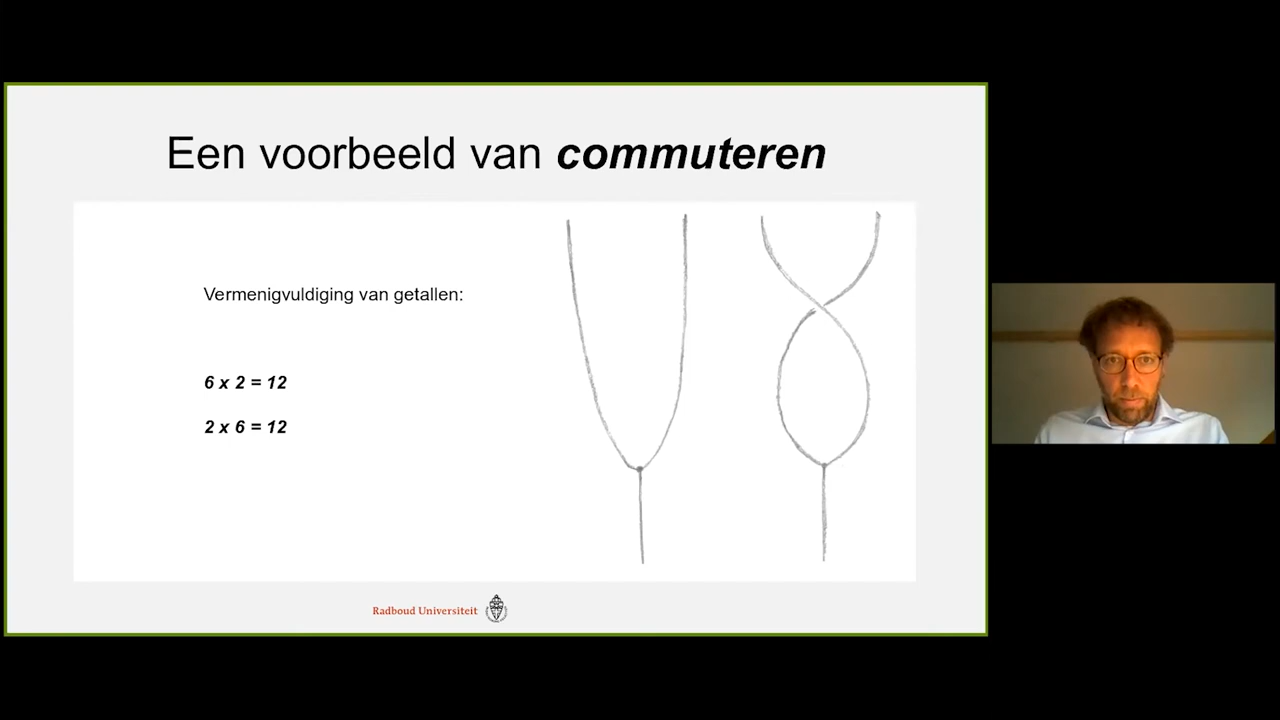 Een voorbeeld van commuteren
Vermenigvuldiging van getallen:
6 x 2 = 12
2 x 6 = 12
Radboud Universiteit